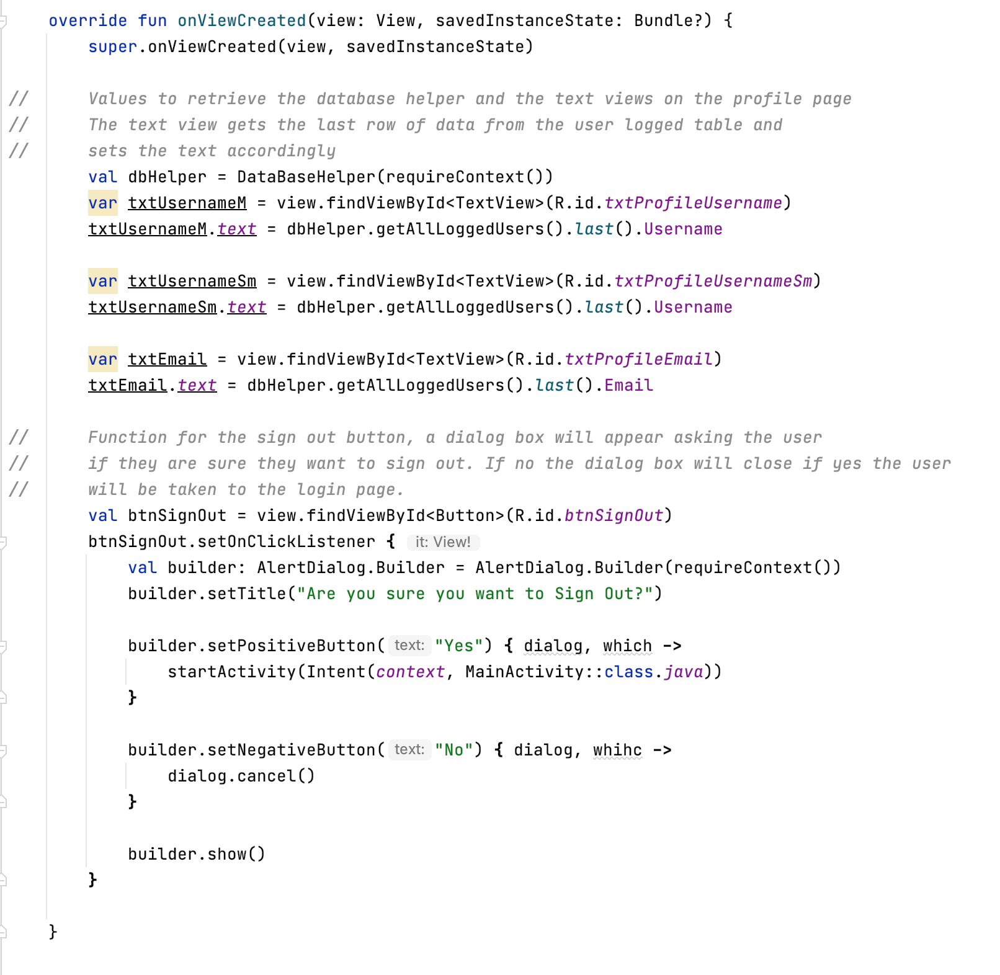 override fun onViewCreated(view: View, savedInstanceState: Bundle?) {
super.onViewCreated(view, savedInstanceState)
// Values to retrieve the database helper and the text views on the profile page
// The text view gets the last row of data from the user logged table and
// sets the text accordingly
val dbHelper = DataBaseHelper(requireContext())
var txtUsernameM = view.findViewById<TextView>(R.id.txtProfileUsername)
txtUsernameM.text = dbHelper.getAllLoggedUsers().last().Username
var txtUsernameSm = view.findViewById<TextView>(R.id.txtProfileUsernameSm)
txtUsernameSm.text = dbHelper.getAllLoggedUsers().last().Username
var txtEmail = view.findViewById<TextView>(R.id.txtProfileEmail)
txtEmail.text = dbHelper.getAllLoggedUsers().last().Email
// Function for the sign out button, a dialog box will appear asking the user
// if they are sure they want to sign out. If no the dialog box will close if yes the user
// will be taken to the login page.
val btnSignOut = view.findViewById<Button>(R.id.btnSignOut)
btnSignOut.setOnClickListener { it: View!
val builder: AlertDialog.Builder = AlertDialog.Builder(requireContext())
builder.setTitle("Are you sure you want to Sign Out?")
builder.setPositiveButton( text: "Yes") { dialog, which ->
startActivity(Intent(context, MainActivity::class.java))
}
builder.setNegativeButton( text: "No") { dialog, whihc ->
dialog.cancel()
}
builder.show()
}
}